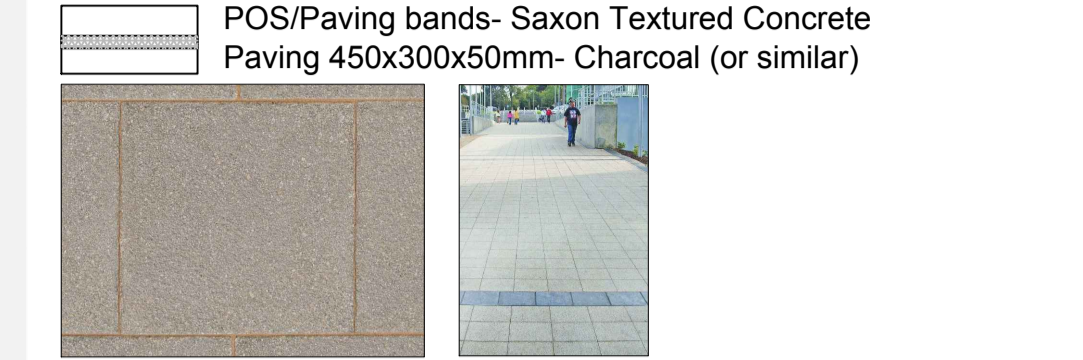 POS/Paving bands- Saxon Textured Concrete
Paving 450x300x50mm- Charcoal (or similar)